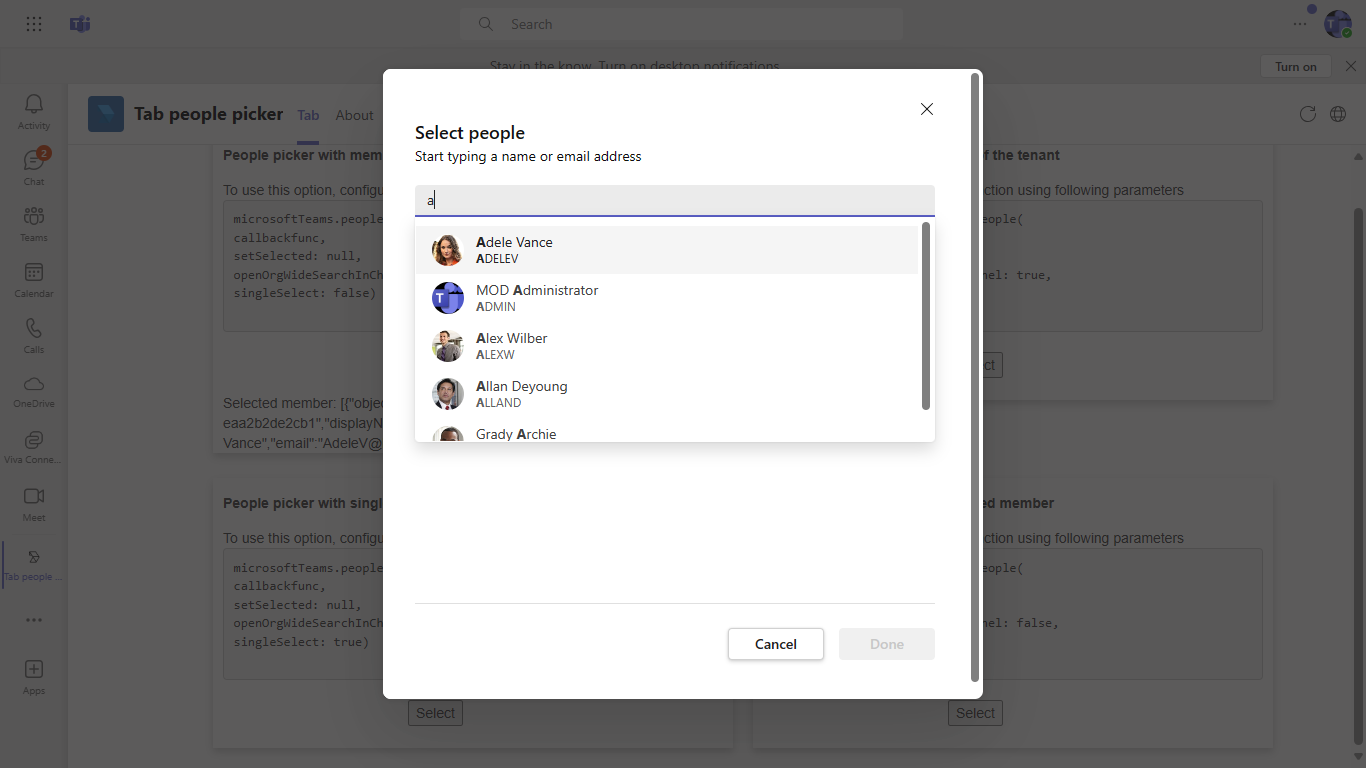 Search
Stay in the know. Turn on desktop notifications.
Turn on
Activity
2
Chat
Teams
Calendar
Calls
OneDrive
Viva Conne...
Meet
Tab people...
Apps
Tab people picker
Tab
About
People picker with mem
To use this option, configu
microsoftTeams.people
callbackfunc,
setSelected: null,
openOrgWideSearchInCh
singleSelect: false)
Selected member: [{"objec
eaa2b2de2cb1","displayN
Vance","email":"AdeleV@
f the tenant
ction using following parameters
eople(
nel: true,
ct
People picker with singl
To use this option, configu
microsoftTeams.people
callbackfunc,
setSelected: null,
openOrgWideSearchInCh
singleSelect: true)
Select
ed member
ction using following parameters
eople(
nel: false,
Select
Select people
Start typing a name or email address
a
Adele Vance
ADELEV
MOD Administrator
ADMIN
Alex Wilber
ALEXW
Allan Deyoung
ALLAND
Grady Archie
Cancel
Done